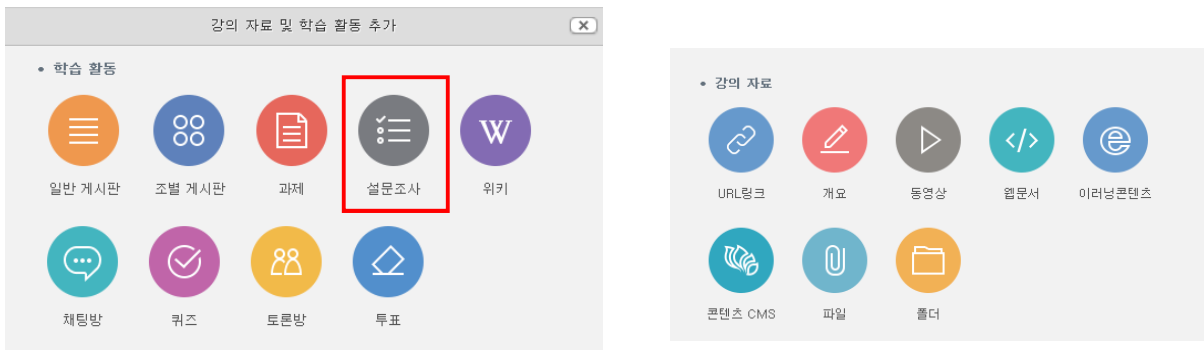 강의 자료 및 학습 활동 추가
• 학습 활동
일반 게시판 조별 게시판 과제 설문조사 위키
채팅방 퀴즈 토론방 투표
• 강의 자료
URL링크 개요 동영상 웹문서 이러닝콘텐츠
콘텐츠 CMS 파일 폴더